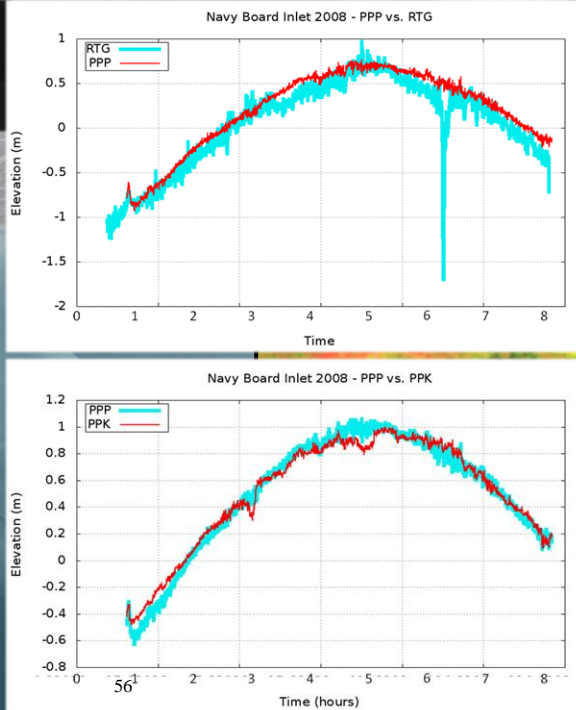 Navy Board Inlet 2008 - PPP vs. RTG
RTG
PPP
Elevation (m)
1
0.5
0
-0.5
-1
-1.5
-2
0 1 2 3 4 5 6 7 8
Time
Navy Board Inlet 2008 - PPP vs. PPK
PPP
PPK
Elevation (m)
1.2
1
0.8
0.6
0.4
0.2
0
-0.2
-0.4
-0.6
-0.8
0 1 2 3 4 5 6 7 8
56
Time (hours)